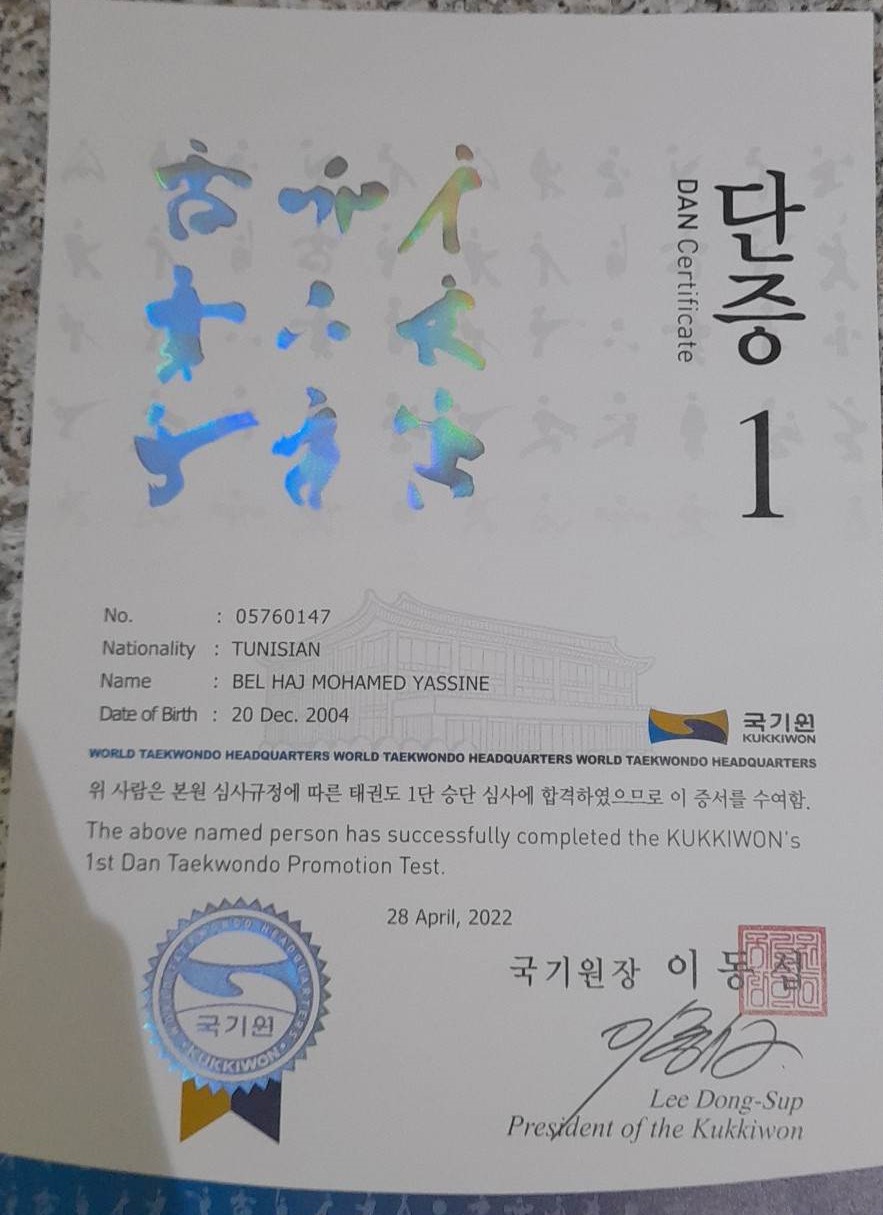 단증
DAN Certificate
1
No. : 05760147
Nationality : TUNISIAN
Name : BEL HAJ MOHAMED YASSINE
Date of Birth : 20 Dec. 2004
국기원
KUKKIWON
WORLD TAEKWONDO HEADQUARTERS WORLD TAEKWONDO HEADQUARTERS WORLD TAEKWONDO HEADQUARTERS
위 사람은 본원 심사규정에 따른 태권도 1단 승단 심사에 합격하였으므로 이 증서를 수여함.
The above named person has successfully completed the KUKKIWON's
1st Dan Taekwondo Promotion Test.
28 April, 2022
WORLD TAEKWONDO HEADQUARTERS
국기원
•KUKKIWON•
국기원장 이동섭
Lee Dong-Sup
President of the Kukkiwon